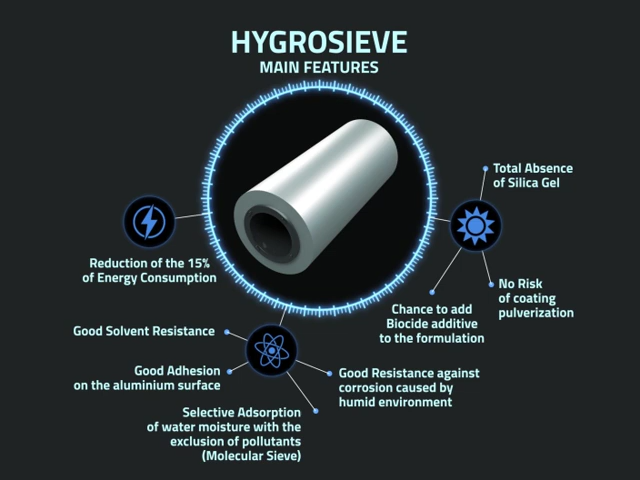 HYGROSIEVE
MAIN FEATURES
Total Absence
of Silica Gel
Reduction of the 15%
of Energy Consumption
No Risk
of coating
pulverization
Chance to add
Biocide additive
to the formulation
Good Solvent Resistance
Good Adhesion
on the aluminium surface
Good Resistance against
corrosion caused by
humid environment
Selective Adsorption
of water moisture with the
exclusion of pollutants
(Molecular Sieve)